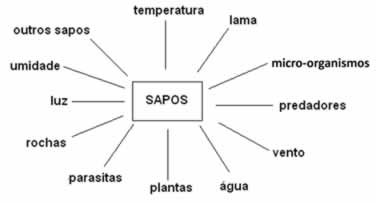 temperatura
lama
outros sapos
umidade
micro-organismos
luz
SAPOS
predadores
rochas
vento
parasitas
plantas
água